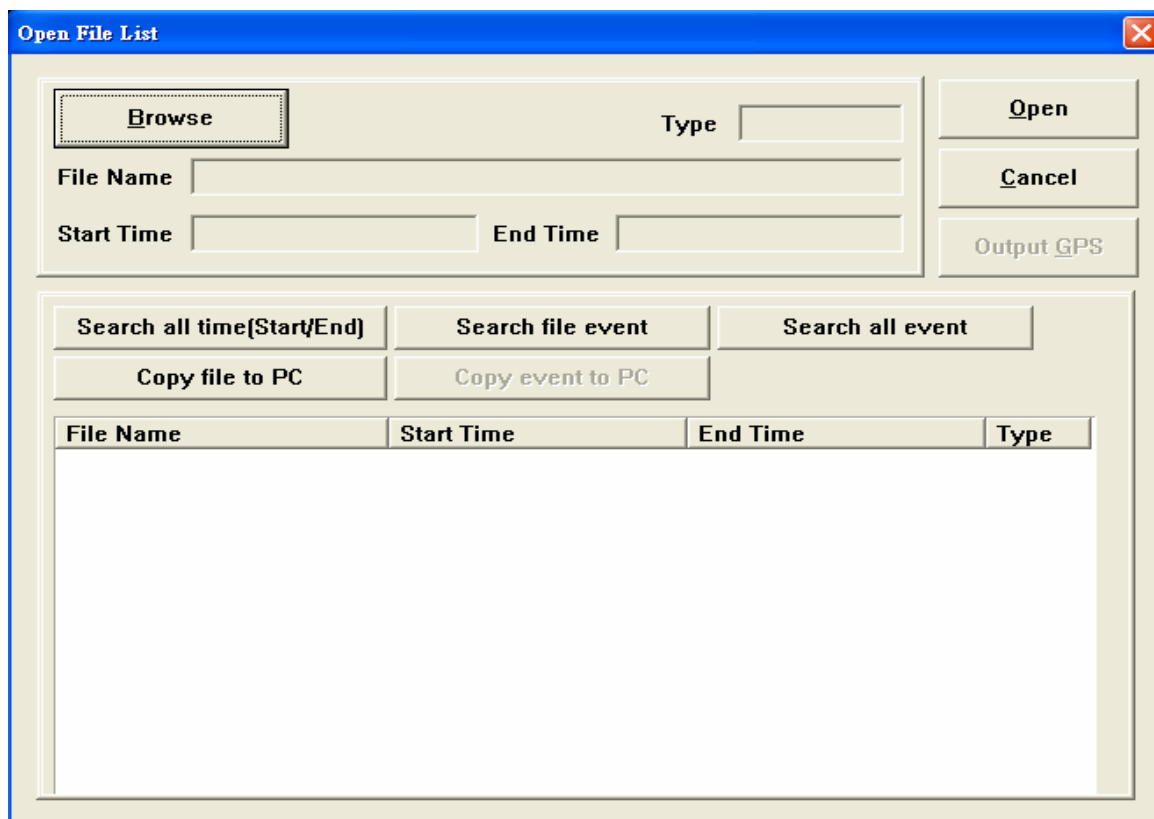 Open File List
Browse
Type
Open
File Name
Cancel
Start Time
End Time
Output GPS
Search all time(Start/End)
Search file event
Search all event
Copy file to PC
Copy event to PC
File Name Start Time End Time Type